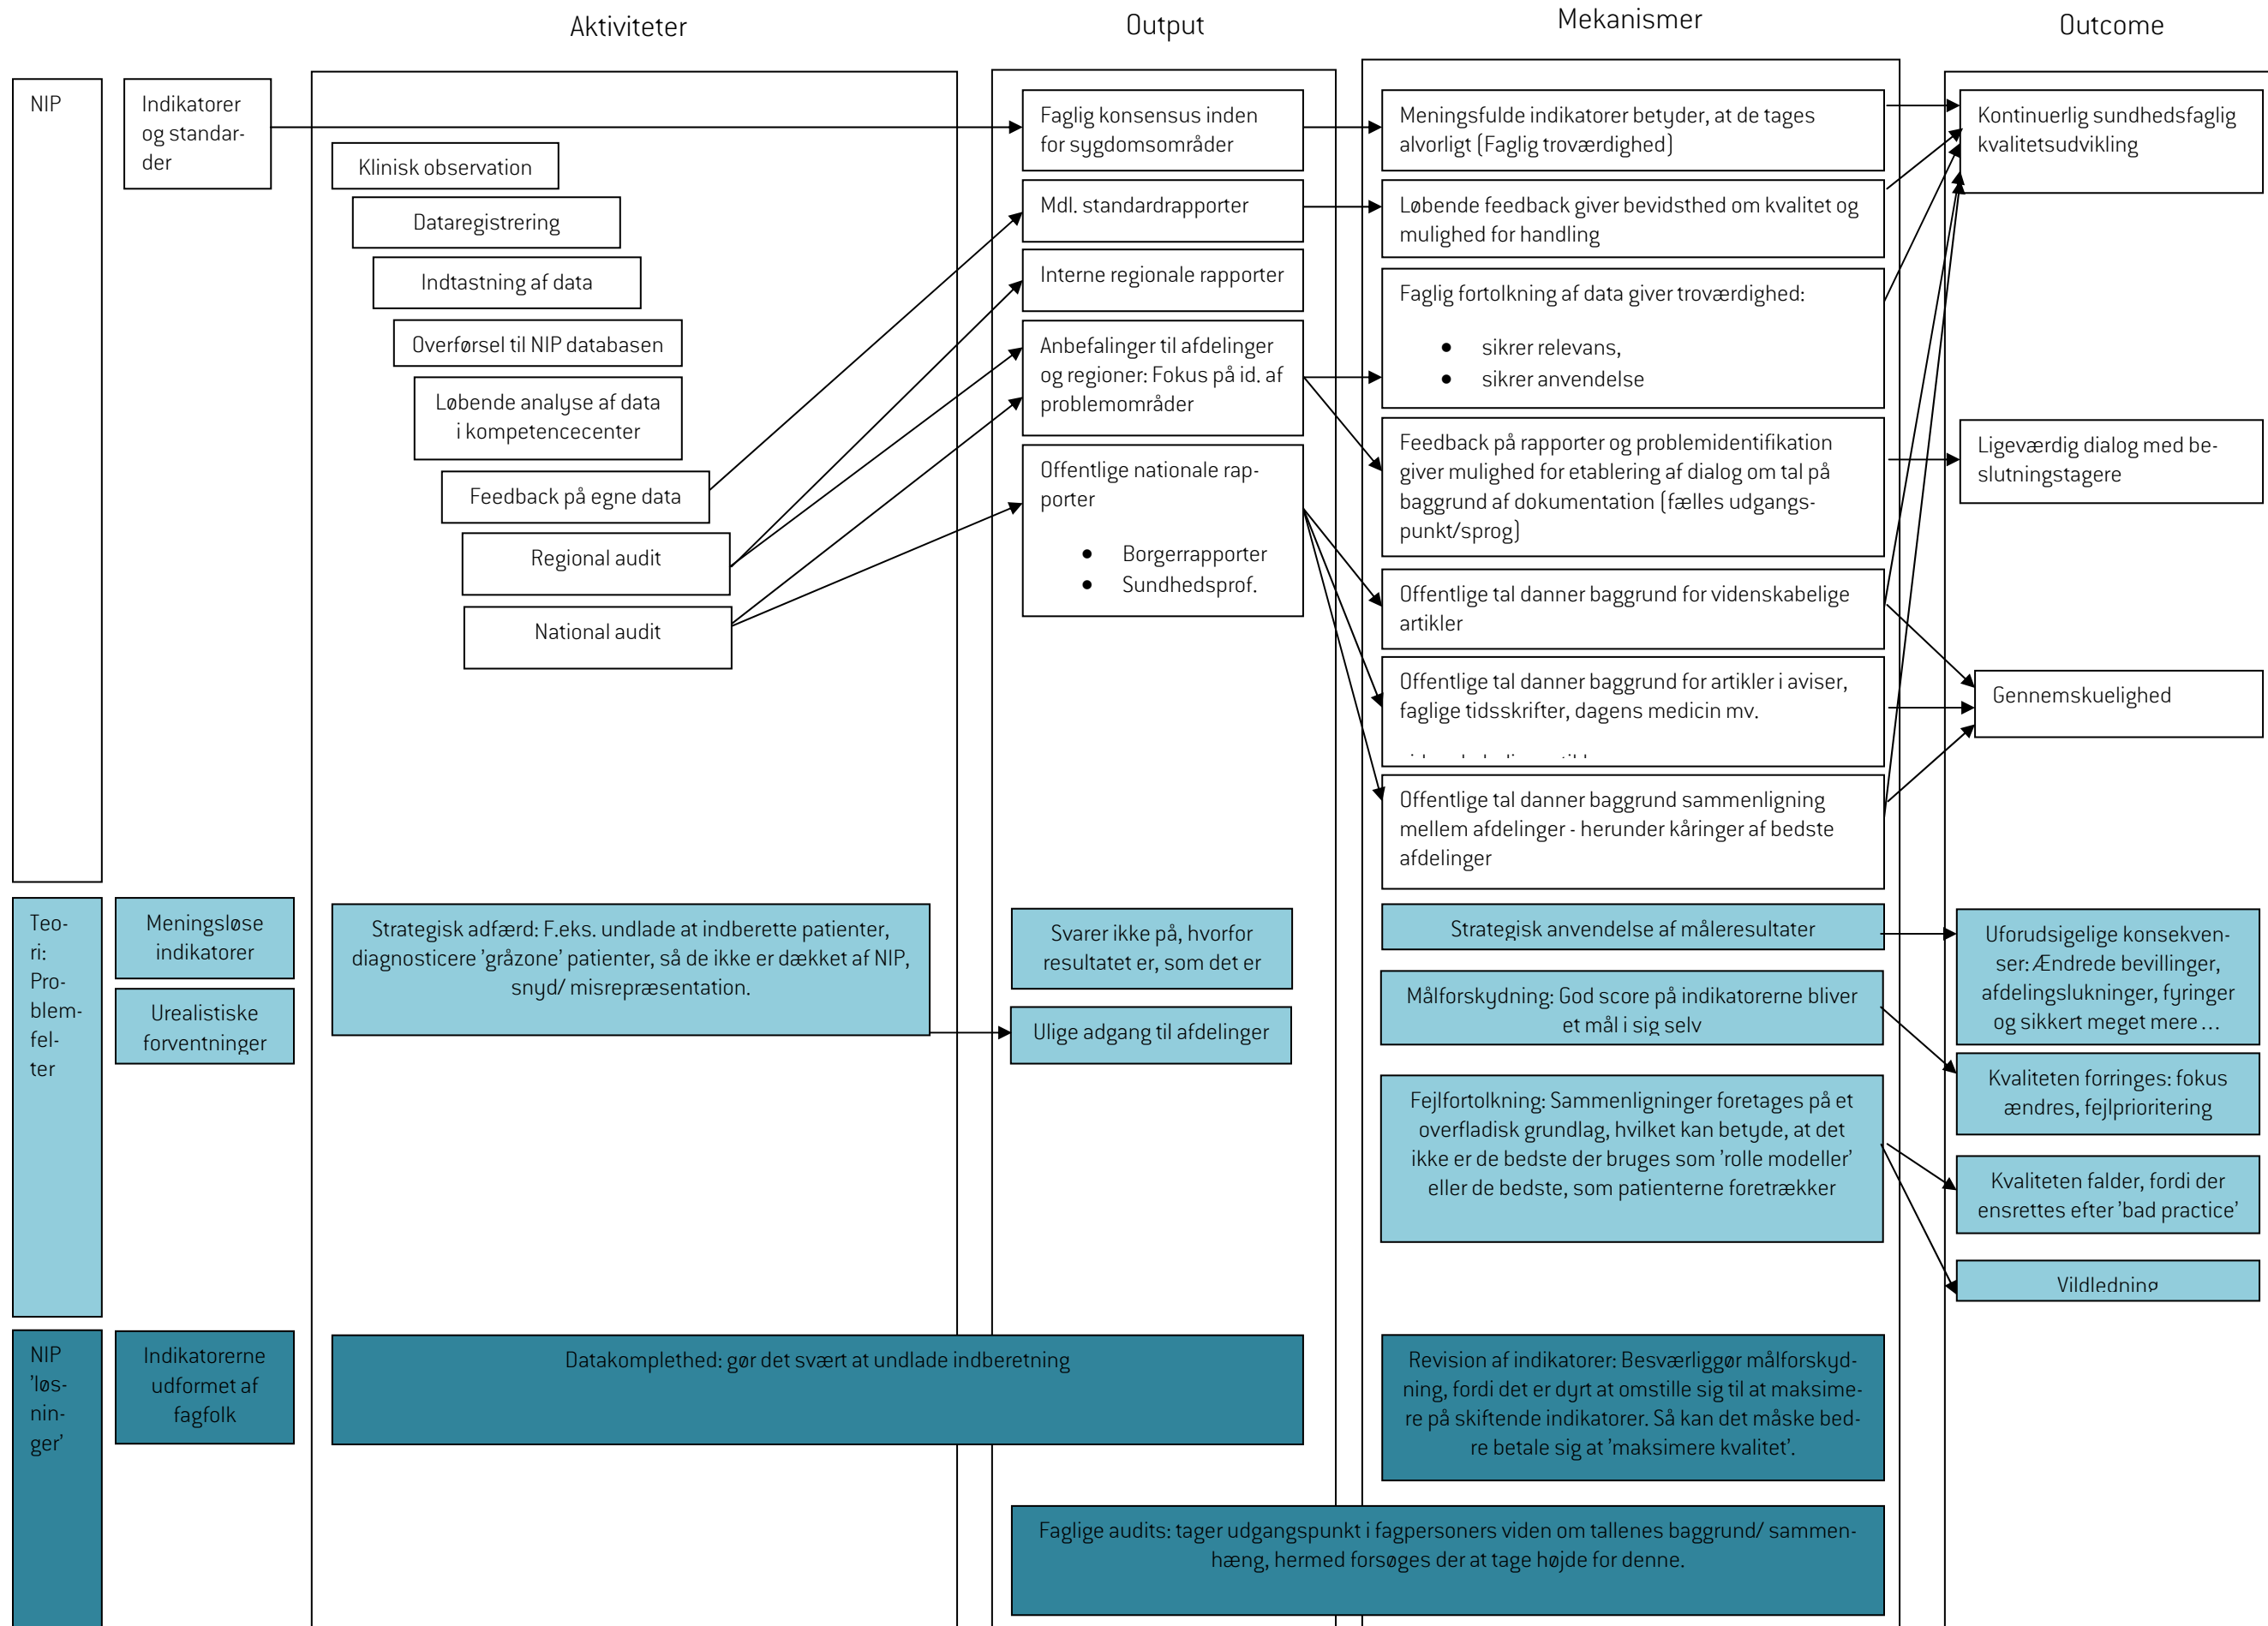 Aktiviteter
Output
Mekanismer
Outcome
NIP
Indikatorer
og standar-
der
Klinisk observation
Dataregistrering
Indtastning af data
Overførsel til NIP databasen
Løbende analyse af data
i kompetencecenter
Feedback på egne data
Regional audit
National audit
Faglig konsensus inden
for sygdomsområder
Mdl. standardrapporter
Interne regionale rapporter
Anbefalinger til afdelinger
og regioner: Fokus på id. af
problemområder
Offentlige nationale rap-
porter
• Borgerrapporter
• Sundhedsprof.
Meningsfulde indikatorer betyder, at de tages
alvorligt (Faglig troværdighed)
Løbende feedback giver bevidsthed om kvalitet og
mulighed for handling
Faglig fortolkning af data giver troværdighed:
• sikrer relevans,
• sikrer anvendelse
Feedback på rapporter og problemidentifikation
giver mulighed for etablering af dialog om tal på
baggrund af dokumentation (fælles udgangs-
punkt/sprog)
Offentlige tal danner baggrund for videnskabelige
artikler
Offentlige tal danner baggrund for artikler i aviser,
faglige tidsskrifter, dagens medicin mv.
Offentlige tal danner baggrund sammenligning
mellem afdelinger - herunder kåringer af bedste
afdelinger
Kontinuerlig sundhedsfaglig
kvalitetsudvikling
Ligeværdig dialog med be-
slutningstagere
Gennemskuelighed
Teo-
ri:
Pro-
blem-
fel-
ter
Meningsløse
indikatorer
Urealistiske
forventninger
Strategisk adfærd: F.eks. undlade at indberette patienter,
diagnosticere 'gråzone' patienter, så de ikke er dækket af NIP,
snyd/ misrepræsentation.
Svarer ikke på, hvorfor
resultatet er, som det er
Ulige adgang til afdelinger
Strategisk anvendelse af måleresultater
Målforskydning: God score på indikatorerne bliver
et mål i sig selv
Fejlfortolkning: Sammenligninger foretages på et
overfladisk grundlag, hvilket kan betyde, at det
ikke er de bedste der bruges som 'rolle modeller'
eller de bedste, som patienterne foretrækker
Uforudsigelige konsekven-
ser: Ændrede bevillinger,
afdelingslukninger, fyringer
og sikkert meget mere ...
Kvaliteten forringes: fokus
ændres, fejlprioritering
Kvaliteten falder, fordi der
ensrettes efter 'bad practice'
Vildledning
NIP
'løs-
nin-
ger'
Indikatorerne
udformet af
fagfolk
Datakomplethed: gør det svært at undlade indberetning
Revision af indikatorer: Besværliggør målforskyd-
ning, fordi det er dyrt at omstille sig til at maksime-
re på skiftende indikatorer. Så kan det måske bed-
re betale sig at 'maksimere kvalitet'.
Faglige audits: tager udgangspunkt i fagpersoners viden om tallenes baggrund/ sammen-
hæng, hermed forsøges der at tage højde for denne.